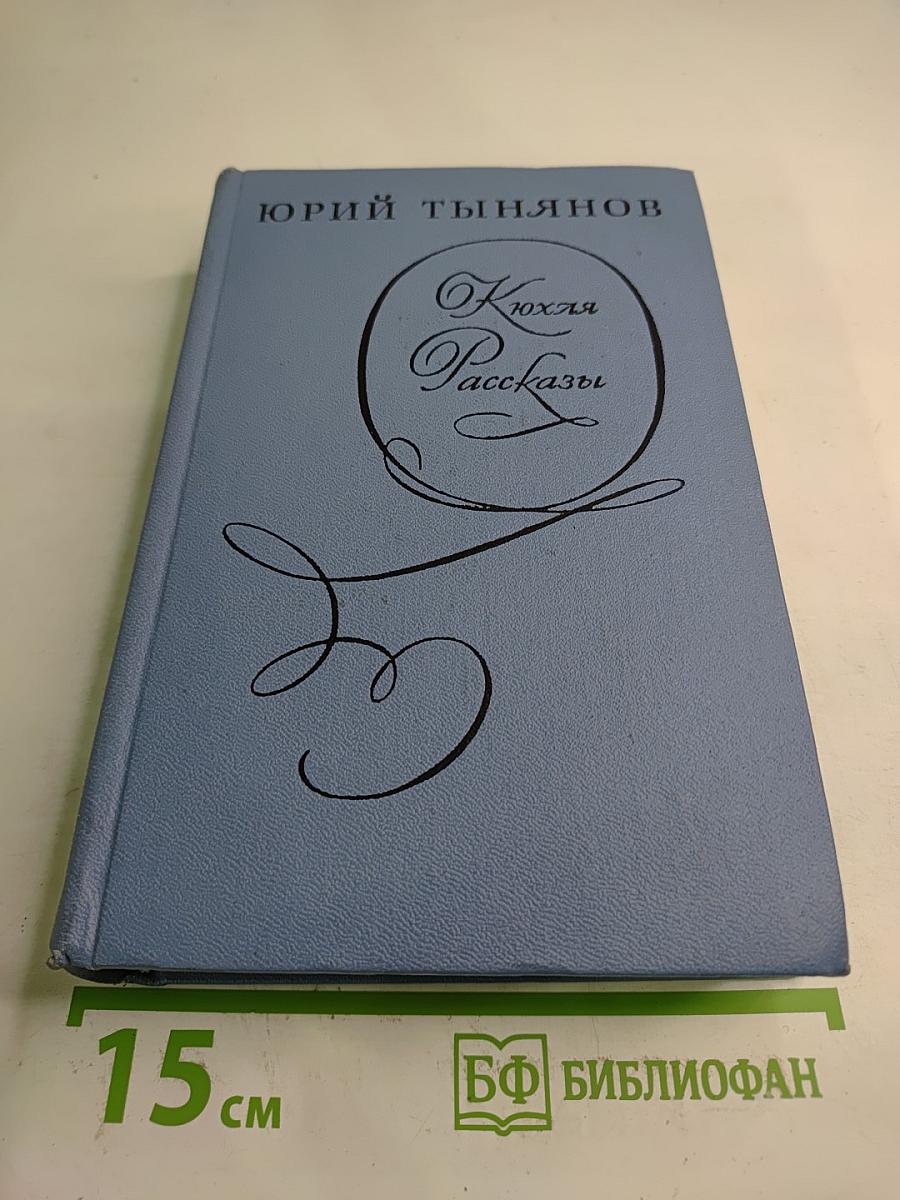 ЮРИЙ ТЫНЯНОВ
Кюхля
Рассказы
15 см
БФ БИБЛИОФАН